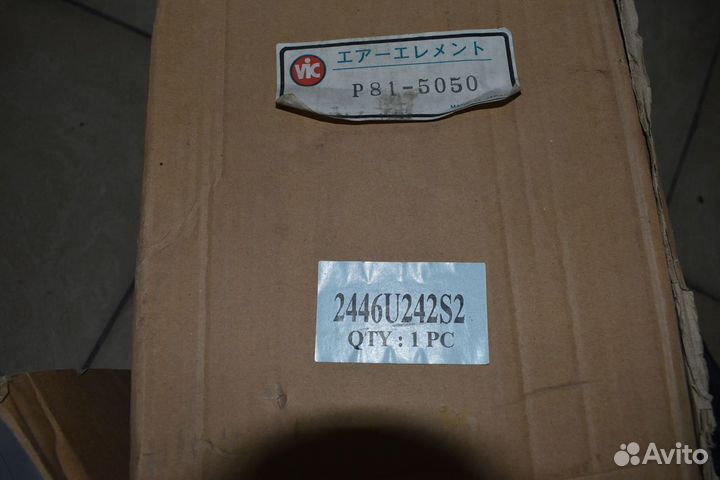 VIC
エアーエレメント
P81-5050
2446U242S2
QTY : 1 PC
Avito